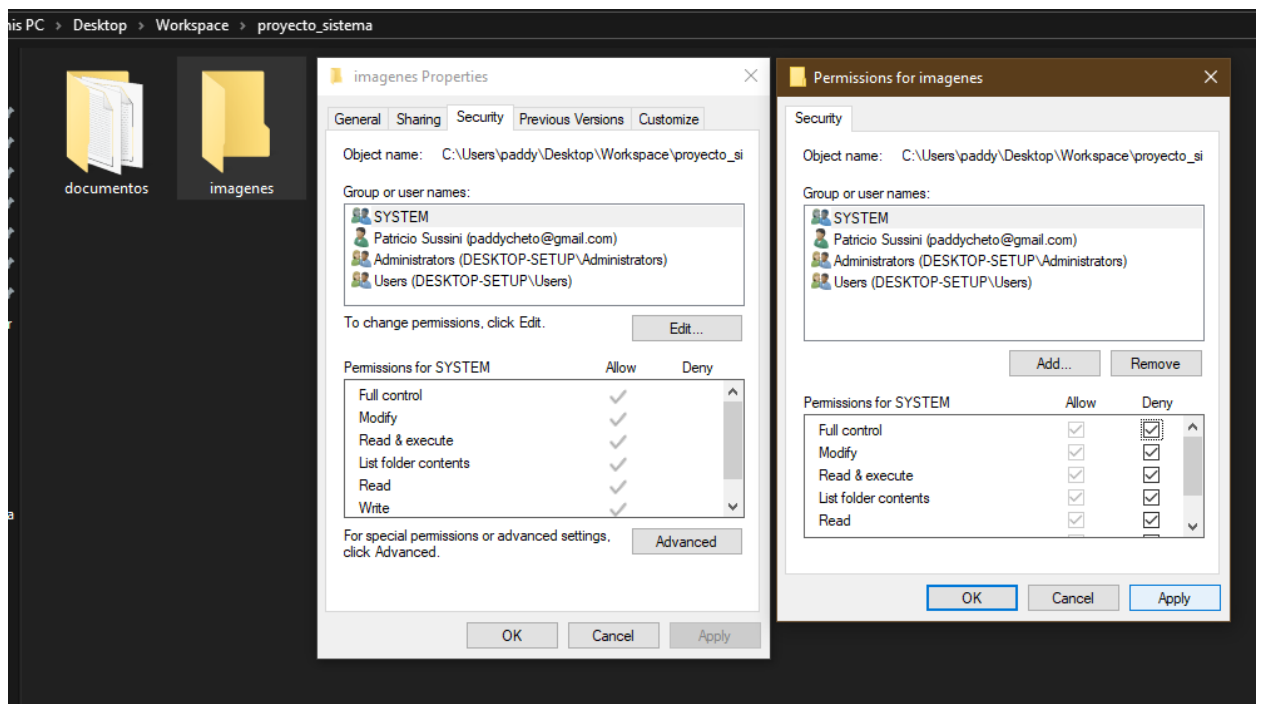 his PC > Desktop > Workspace > proyecto_sistema
documentos
imagenes
imagenes Properties
General Sharing Security Previous Versions Customize
Object name: C:\Users\paddy\Desktop\Workspace\proyecto_si
Group or user names:
SYSTEM
Patricio Sussini (paddycheto@gmail.com)
Administrators (DESKTOP-SETUP\Administrators)
Users (DESKTOP-SETUP\Users)
To change permissions, click Edit.
Edit...
Permissions for SYSTEM Allow Deny
Full control
Modify
Read & execute
List folder contents
Read
Write
For special permissions or advanced settings,
click Advanced.
Advanced
OK Cancel Apply
Permissions for imagenes
Security
Object name: C:\Users\paddy\Desktop\Workspace\proyecto_si
Group or user names:
SYSTEM
Patricio Sussini (paddycheto@gmail.com)
Administrators (DESKTOP-SETUP\Administrators)
Users (DESKTOP-SETUP\Users)
Add... Remove
Permissions for SYSTEM Allow Deny
Full control
Modify
Read & execute
List folder contents
Read
OK Cancel Apply